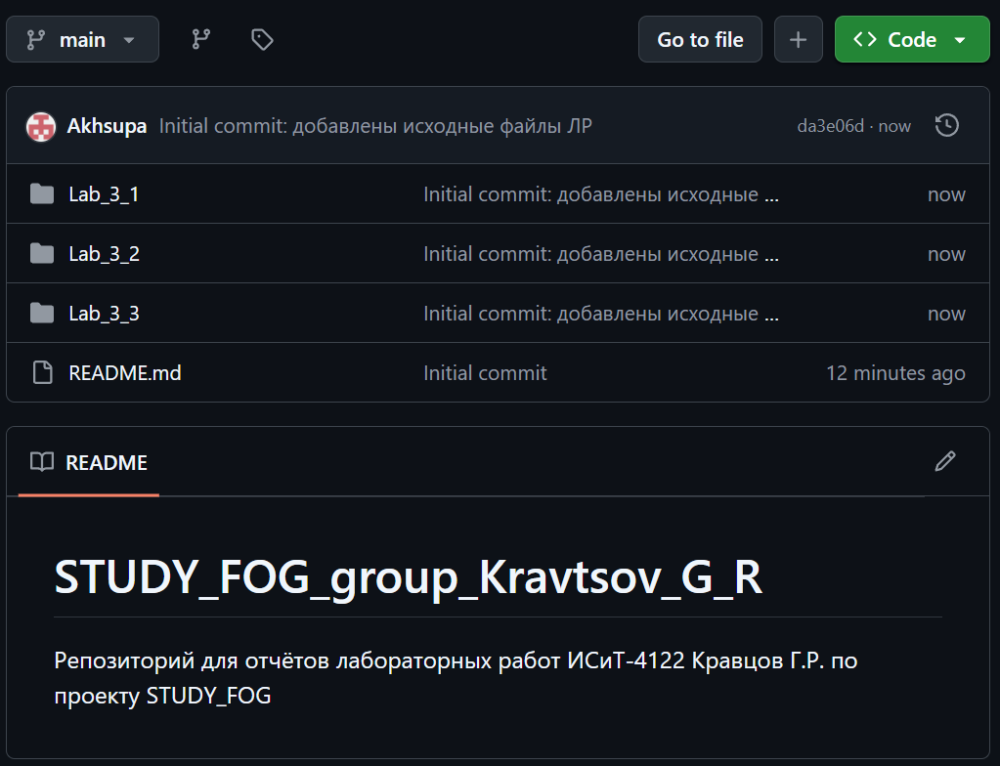 main
Go to file
Code
Akhsupa Initial commit: добавлены исходные файлы ЛР da3e06d · now
Lab_3_1 Initial commit: добавлены исходные ... now
Lab_3_2 Initial commit: добавлены исходные ... now
Lab_3_3 Initial commit: добавлены исходные ... now
README.md Initial commit 12 minutes ago
README
STUDY_FOG_group_Kravtsov_G_R
Репозиторий для отчётов лабораторных работ ИСиТ-4122 Кравцов Г.Р. по
проекту STUDY_FOG